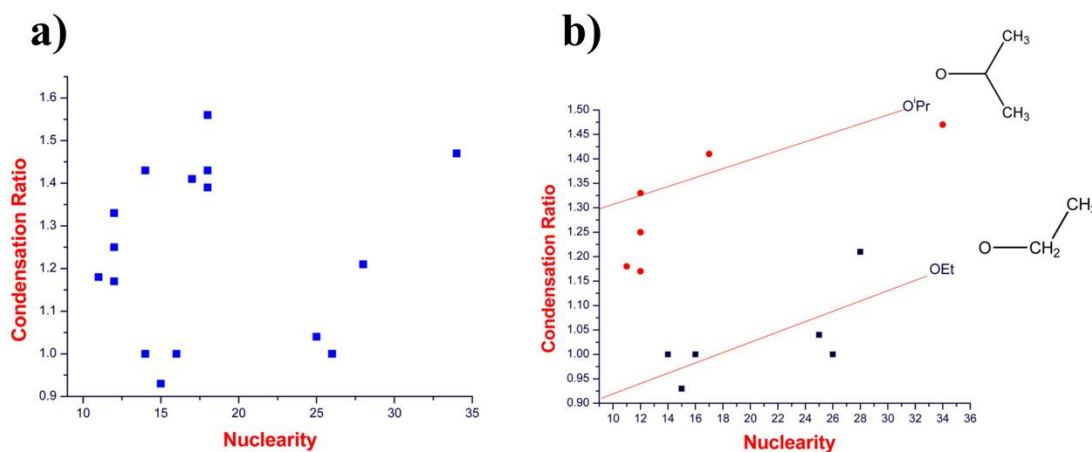 a)
Condensation Ratio
1.6
1.5
1.4
1.3
1.2
1.1
1.0
0.9
10 15 20 25 30 35
Nuclearity
b)
Condensation Ratio
1.50
1.45
1.40
1.35
1.30
1.25
1.20
1.15
1.10
1.05
1.00
0.95
0.90
10 12 14 16 18 20 22 24 26 28 30 32 34 36
Nuclearity
OⁱPr
CH₃
O
CH₃
OEt
O
CH₂